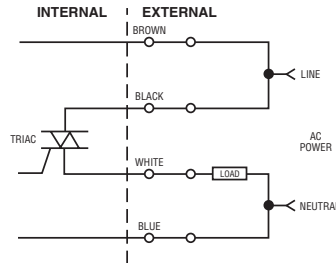 INTERNAL EXTERNAL
BROWN
LINE
BLACK
TRIAC
AC
POWER
WHITE
LOAD
NEUTRAL
BLUE